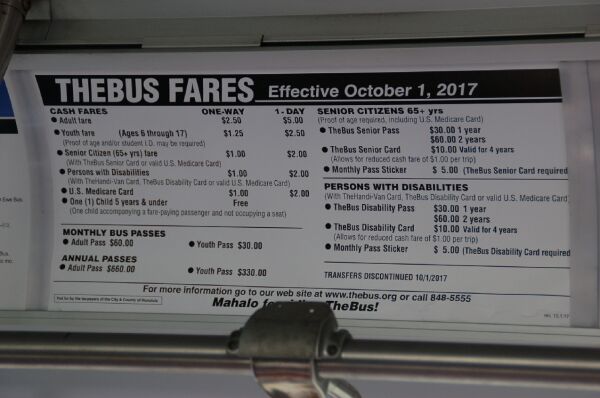 THEBUS FARES Effective October 1, 2017
CASH FARES ONE-WAY 1-DAY
● Adult fare $2.50 $5.00
● Youth fare (Ages 6 through 17) $1.25 $2.50
(Proof of age and/or student I.D. may be required)
● Senior Citizen (65+ yrs) fare $1.00 $2.00
(With TheBus Senior Card or valid U.S. Medicare Card)
● Persons with Disabilities $1.00 $2.00
(With TheHandi-Van Card, TheBus Disability Card or valid U.S. Medicare Card)
● U.S. Medicare Card $1.00 $2.00
● One (1) Child 5 years & under Free
(One child accompanying a fare-paying passenger and not occupying a seat)
MONTHLY BUS PASSES
● Adult Pass $60.00 ● Youth Pass $30.00
ANNUAL PASSES
● Adult Pass $660.00 ● Youth Pass $330.00
SENIOR CITIZENS 65+ yrs
(Proof of age required, including U.S. Medicare Card)
● TheBus Senior Pass $30.00 1 year
$60.00 2 years
● TheBus Senior Card $10.00 Valid for 4 years
(Allows for reduced cash fare of $1.00 per trip)
● Monthly Pass Sticker $ 5.00 (TheBus Senior Card required
PERSONS WITH DISABILITIES
(With TheHandi-Van Card, TheBus Disability Card or valid U.S. Medicare Card)
● TheBus Disability Pass $30.00 1 year
$60.00 2 years
● TheBus Disability Card $10.00 Valid for 4 years
(Allows for reduced cash fare of $1.00 per trip)
● Monthly Pass Sticker $ 5.00 (TheBus Disability Card required
TRANSFERS DISCONTINUED 10/1/2017
For more information go to our web site at www.thebus.org or call 848-5555
Paid for by the taxpayers of the City & County of Honolulu
Mahalo for TheBus!